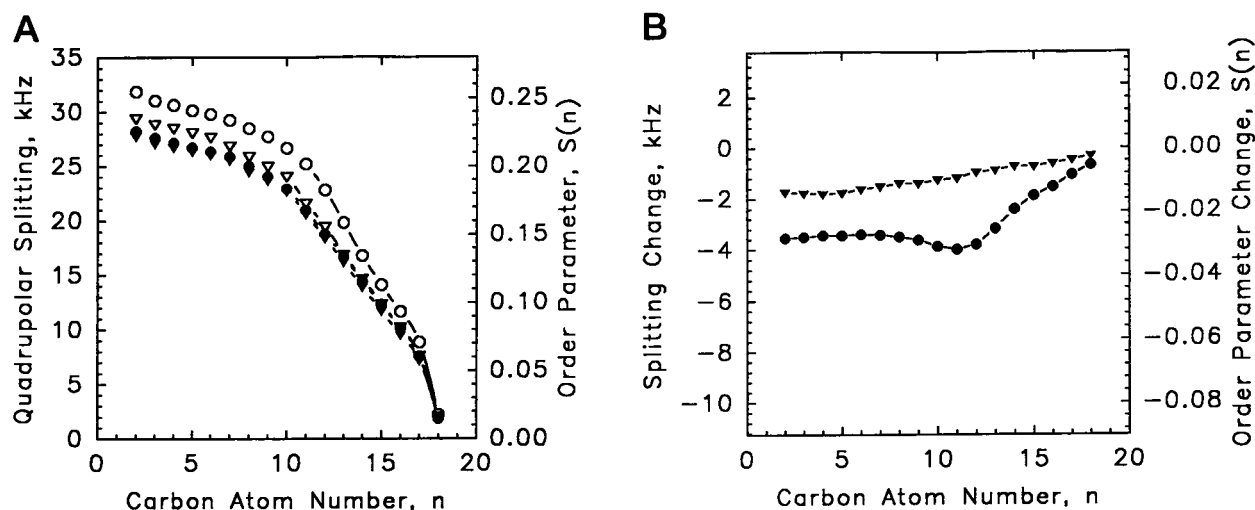 A
35
30
25
20
15
10
5
0
Quadrupolar Splitting, kHz
0.25
0.20
0.15
0.10
0.05
0.00
Order Parameter, S(n)
0 5 10 15 20
Carbon Atom Number, n
B
2
0
−2
−4
−6
−8
−10
Splitting Change, kHz
0.02
0.00
−0.02
−0.04
−0.06
−0.08
Order Parameter Change, S(n)
0 5 10 15 20
Carbon Atom Number, n